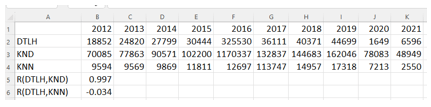 A B C D E F G H I J K
1 2012 2013 2014 2015 2016 2017 2018 2019 2020 2021
2 DTLH 18852 24820 27799 30444 325530 36111 40371 44699 1649 6596
3 KND 70085 77863 90571 102200 1170337 132837 144683 162046 78083 48949
4 KNN 9594 9569 9869 11811 12697 113747 14957 17318 7213 2550
5 R(DTLH,KND) 0.997
6 R(DTLH,KNN) -0.034